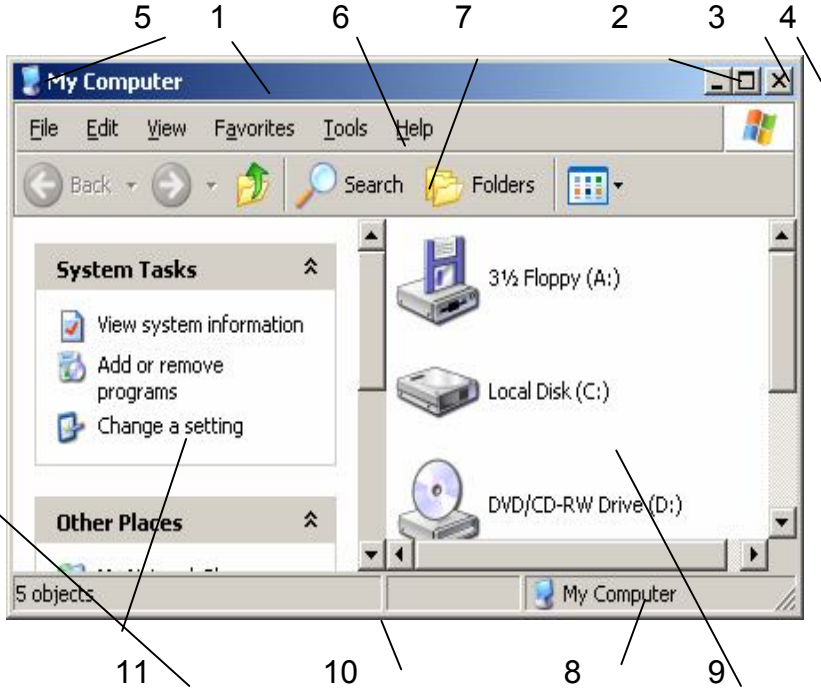 5 1 6 7 2 3 4
My Computer
File Edit View Favorites Tools Help
Back Search Folders
System Tasks
View system information
Add or remove
programs
Change a setting
Other Places
3½ Floppy (A:)
Local Disk (C:)
DVD/CD-RW Drive (D:)
5 objects My Computer
11 10 8 9